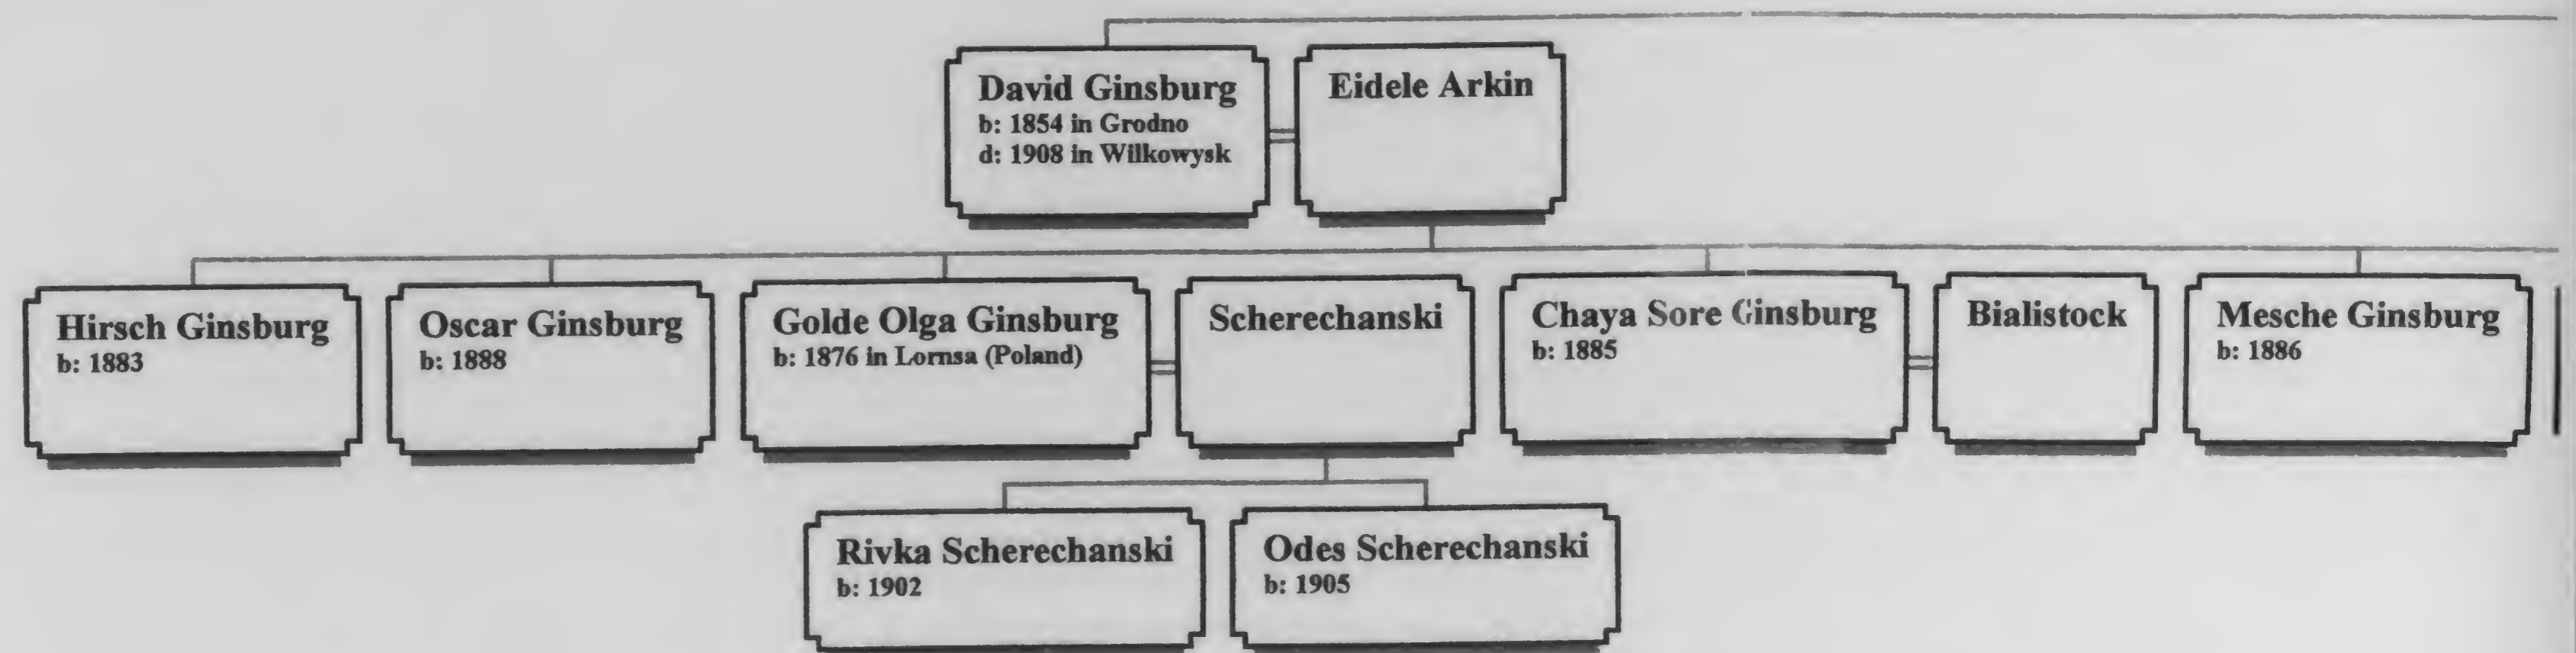 David Ginsburg
b: 1854 in Grodno
d: 1908 in Wilkowysk
Eidele Arkin
Hirsch Ginsburg
b: 1883
Oscar Ginsburg
b: 1888
Golde Olga Ginsburg
b: 1876 in Lornsa (Poland)
Scherechanski
Chaya Sore Ginsburg
b: 1885
Bialistock
Mesche Ginsburg
b: 1886
Rivka Scherechanski
b: 1902
Odes Scherechanski
b: 1905